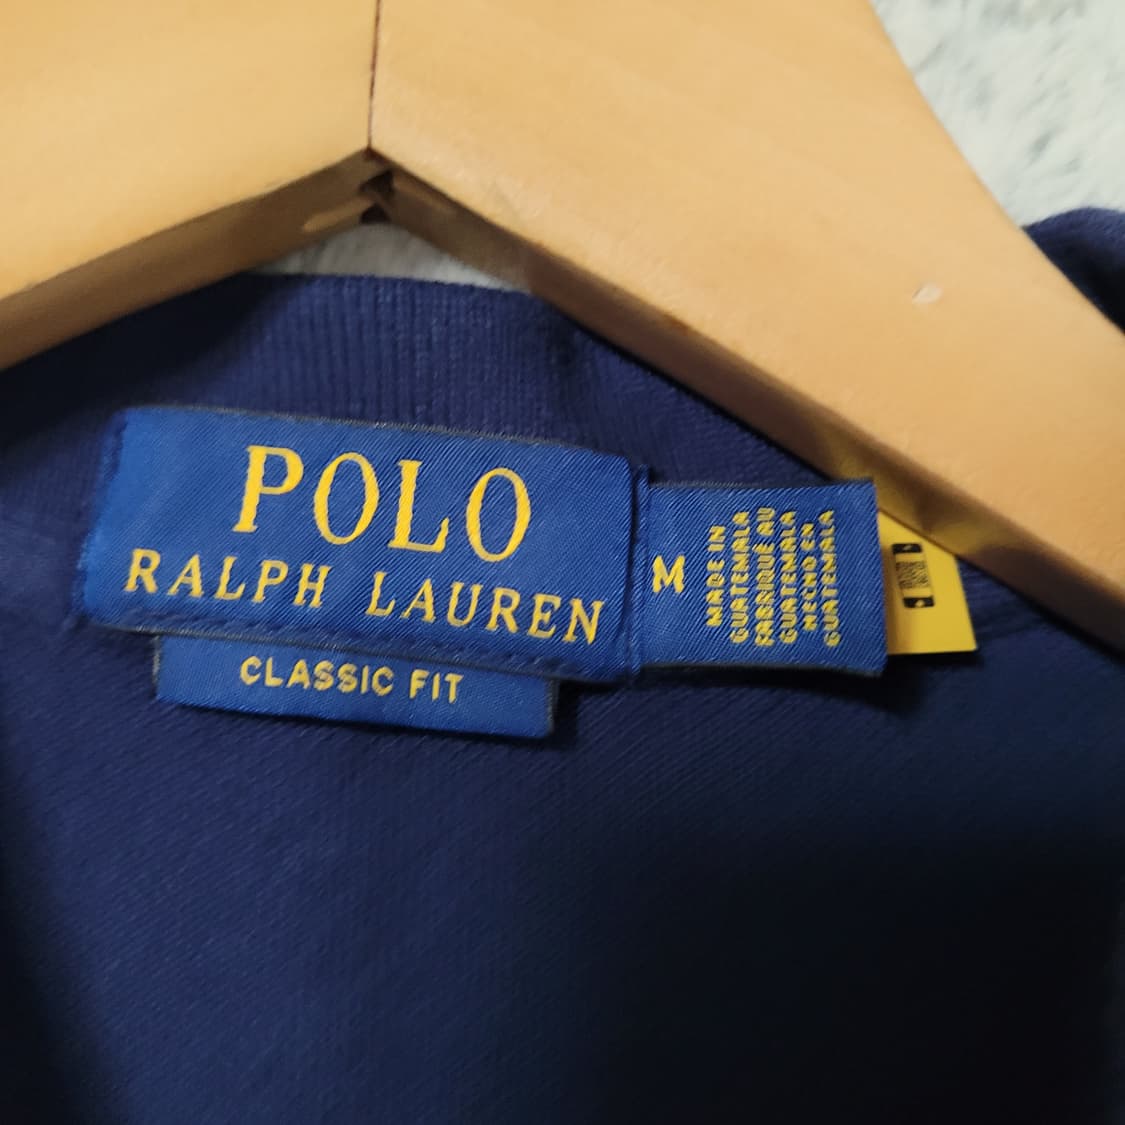 POLO
RALPH LAUREN
CLASSIC FIT
M
MADE IN
GUATEMALA
FABRIQUÉ AU
GUATEMALA
HECHO EN
GUATEMALA